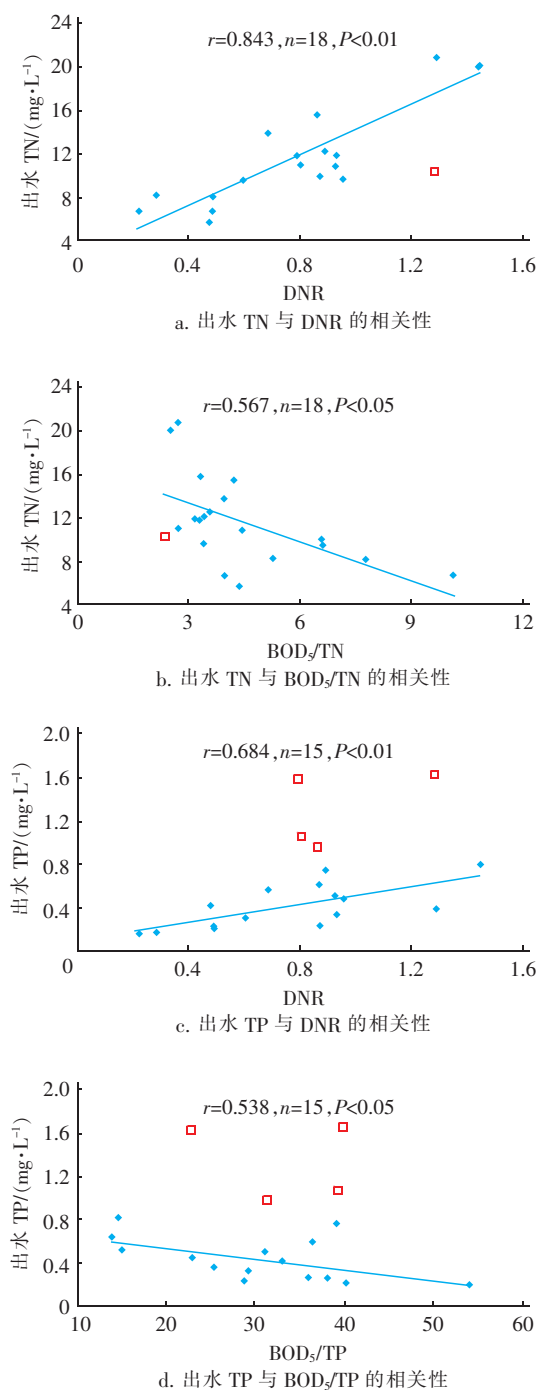 24
20
16
12
8
4
出水 TN/(mg•L⁻¹)
r=0.843,n=18,P<0.01
0
0.4
0.8
1.2
1.6
DNR
a. 出水 TN 与 DNR 的相关性
24
20
16
12
8
4
出水 TN/(mg•L⁻¹)
r=0.567,n=18,P<0.05
0
3
6
9
12
BOD₅/TN
b. 出水 TN 与 BOD₅/TN 的相关性
2.0
1.6
1.2
0.8
0.4
出水 TP/(mg•L⁻¹)
r=0.684,n=15,P<0.01
0
0.4
0.8
1.2
1.6
DNR
c. 出水 TP 与 DNR 的相关性
2.0
1.6
1.2
0.8
0.4
0
出水 TP/(mg•L⁻¹)
r=0.538,n=15,P<0.05
10
20
30
40
50
60
BOD₅/TP
d. 出水 TP 与 BOD₅/TP 的相关性